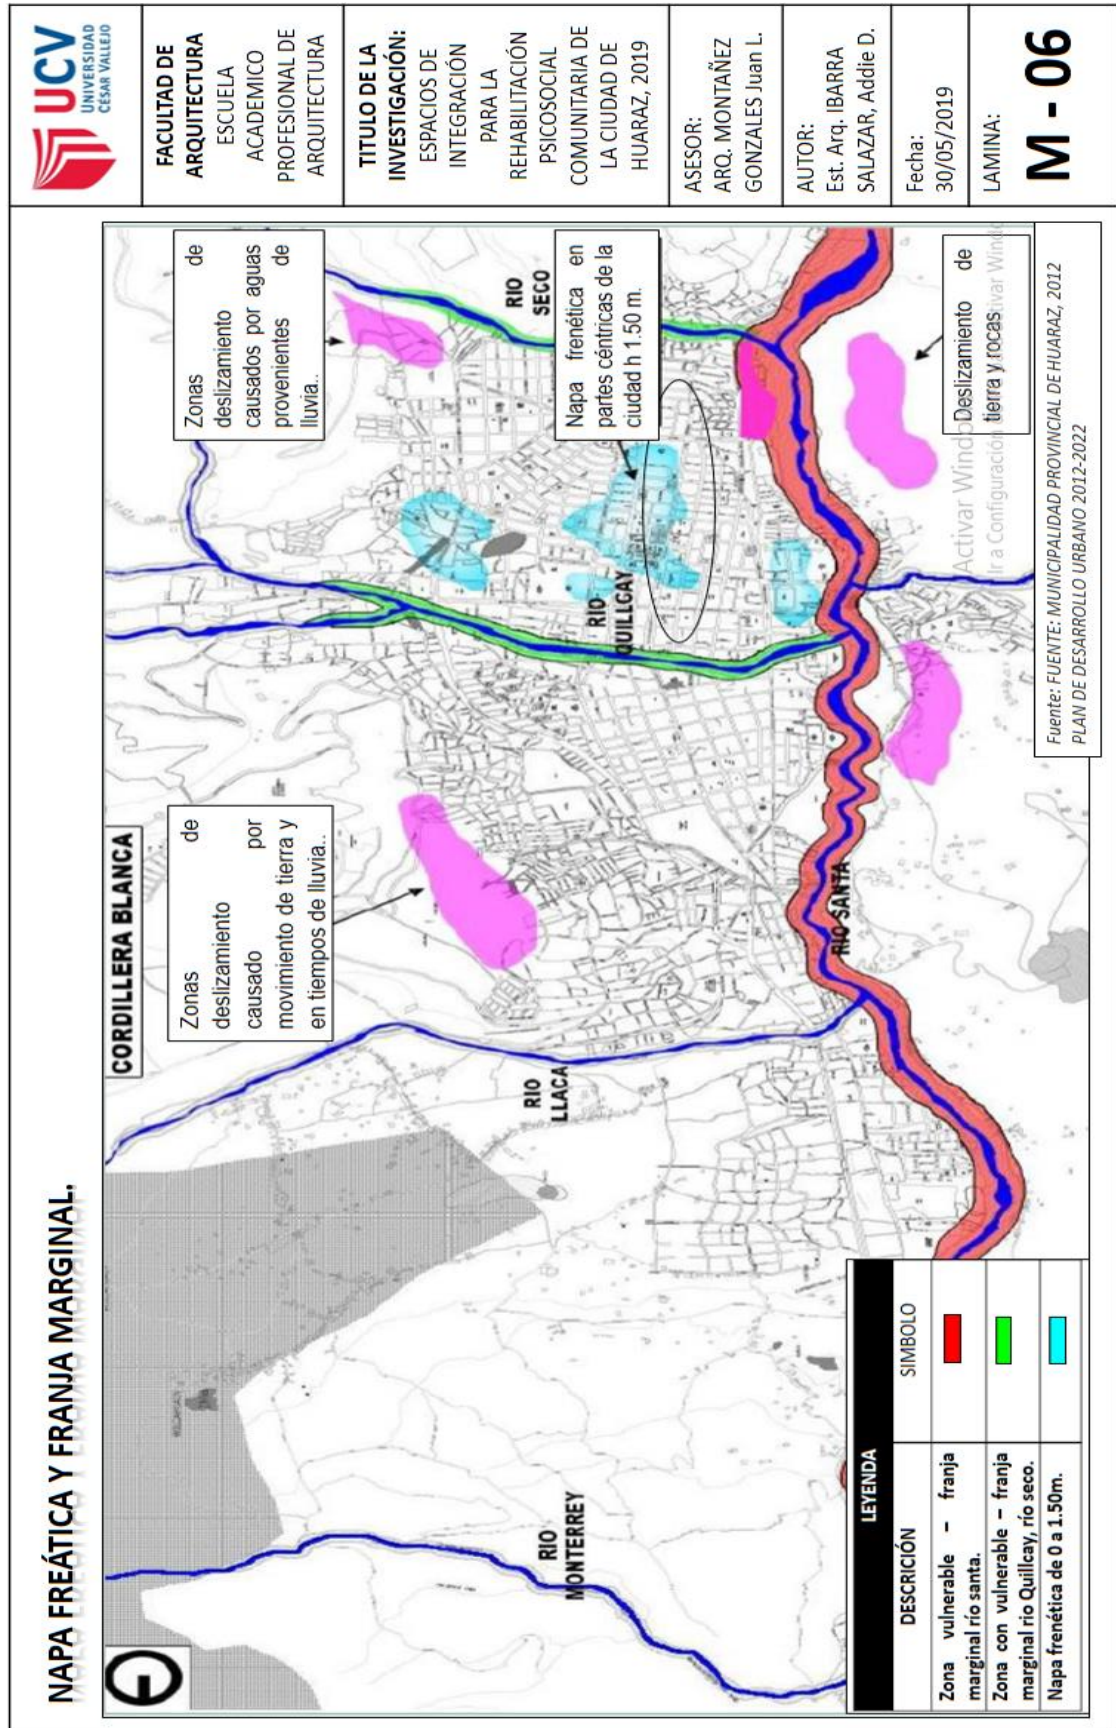 NAPA FREÁTICA Y FRANJA MARGINAL.
CORDILLERA BLANCA
Zonas de
deslizamiento
causado por
movimiento de tierra y
en tiempos de lluvia..
Zonas de
deslizamiento
causados por aguas
provenientes de
lluvia..
RIO
SECO
Napa frenética en
partes céntricas de la
ciudad h 1.50 m.
RIO
QUILLCAY
RIO
LLACA
RIO
MONTERREY
RIO SANTA
Deslizamiento de
tierra y rocas
Activar Windo
Ir a Configuración
activar Windo
Fuente: FUENTE: MUNICIPALIDAD PROVINCIAL DE HUARAZ, 2012
PLAN DE DESARROLLO URBANO 2012-2022
LEYENDA
DESCRICIÓN SIMBOLO
Zona vulnerable – franja
marginal río santa.
Zona con vulnerable – franja
marginal rio Quillcay, río seco.
Napa frenética de 0 a 1.50m.
UCV
UNIVERSIDAD
CÉSAR VALLEJO
FACULTAD DE
ARQUITECTURA
ESCUELA
ACADEMICO
PROFESIONAL DE
ARQUITECTURA
TITULO DE LA
INVESTIGACIÓN:
ESPACIOS DE
INTEGRACIÓN
PARA LA
REHABILITACIÓN
PSICOSOCIAL
COMUNITARIA DE
LA CIUDAD DE
HUARAZ, 2019
ASESOR:
ARQ. MONTAÑEZ
GONZALES Juan L.
AUTOR:
Est. Arq. IBARRA
SALAZAR, Addie D.
Fecha:
30/05/2019
LAMINA:
M - 06